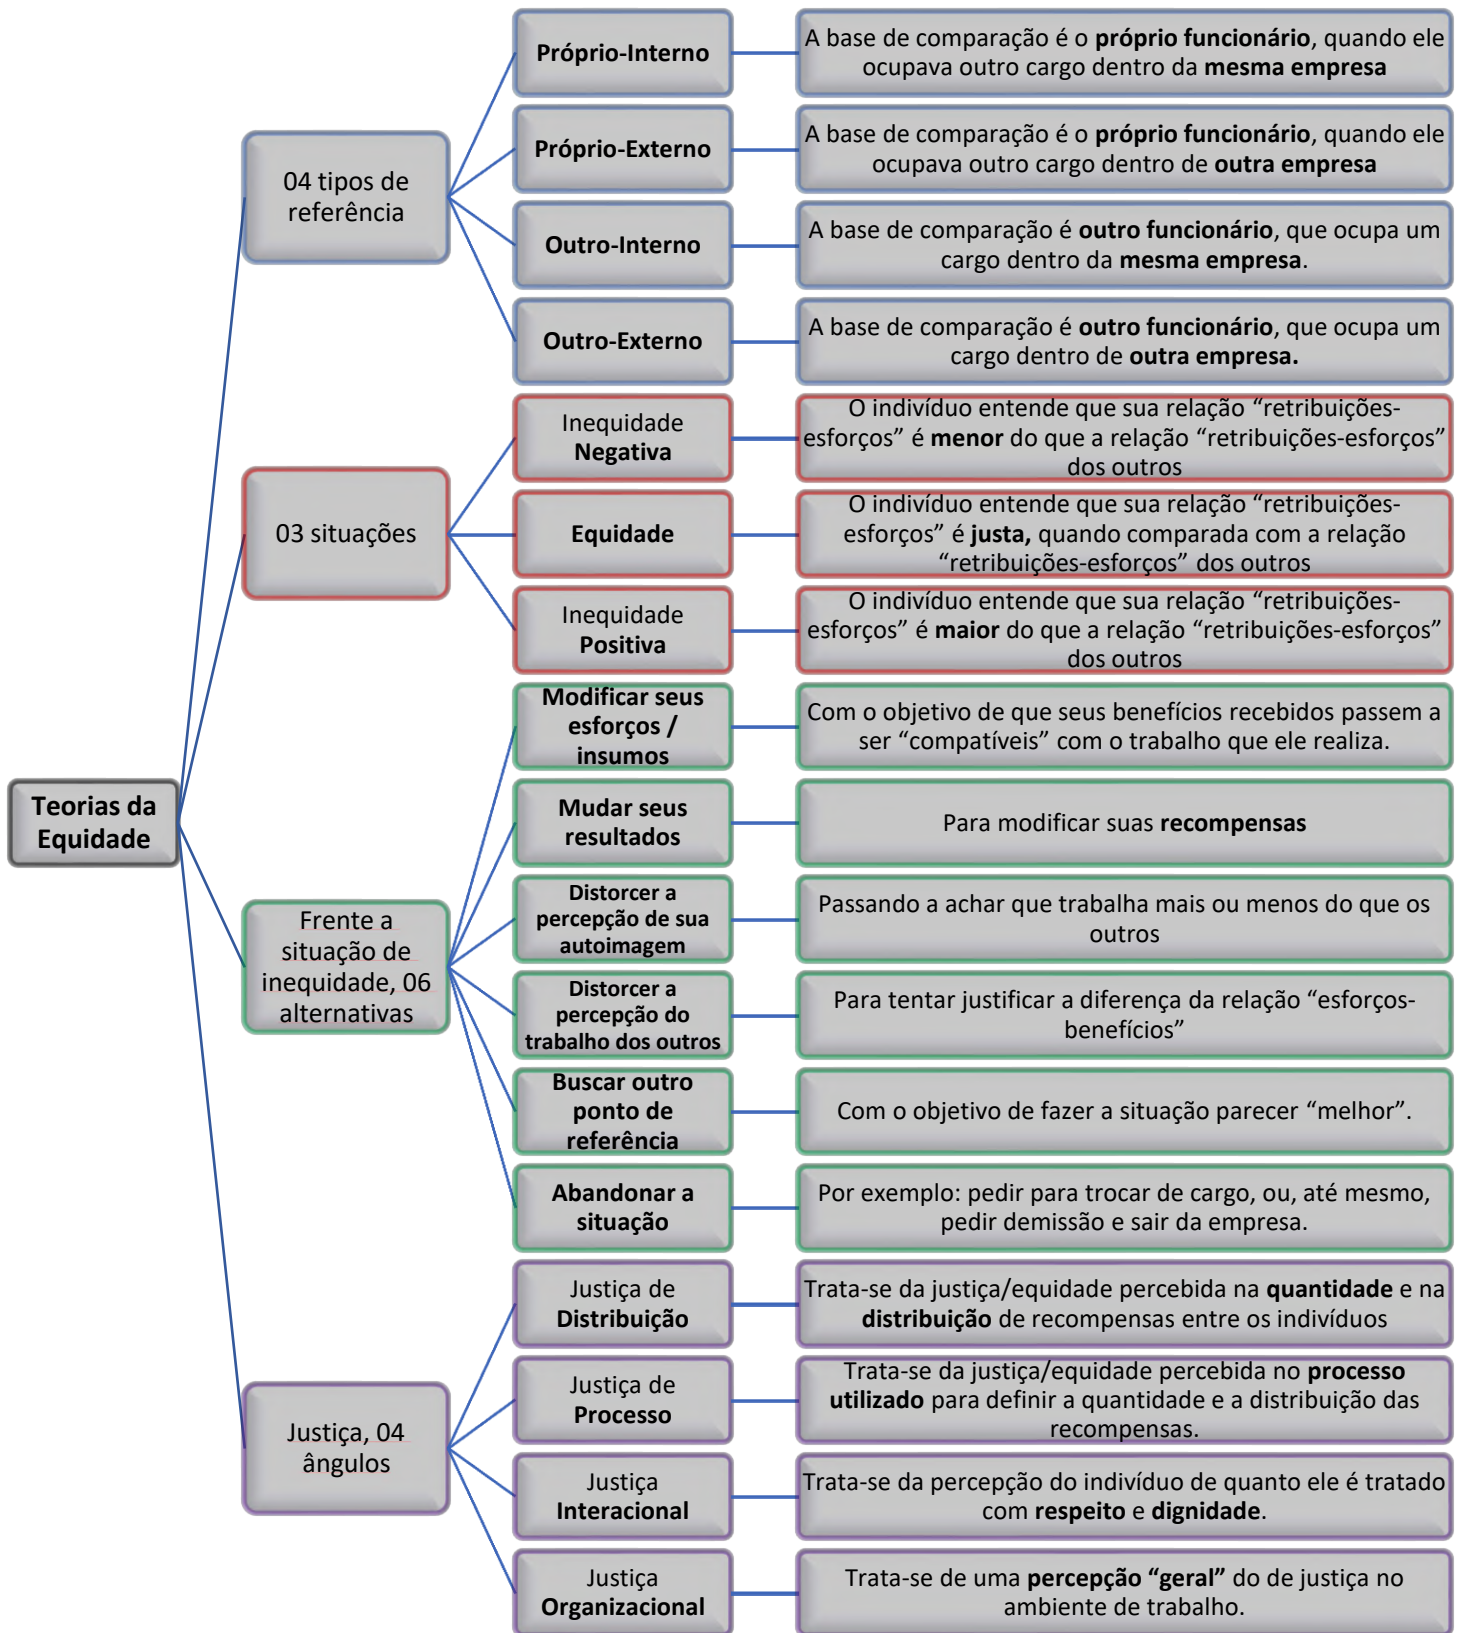 Próprio-Interno
A base de comparação é o próprio funcionário, quando ele
ocupava outro cargo dentro da mesma empresa
Próprio-Externo
A base de comparação é o próprio funcionário, quando ele
ocupava outro cargo dentro de outra empresa
04 tipos de
referência
Outro-Interno
A base de comparação é outro funcionário, que ocupa um
cargo dentro da mesma empresa.
Outro-Externo
A base de comparação é outro funcionário, que ocupa um
cargo dentro de outra empresa.
Inequidade
Negativa
O indivíduo entende que sua relação “retribuições-
esforços” é menor do que a relação “retribuições-esforços”
dos outros
03 situações
Equidade
O indivíduo entende que sua relação “retribuições-
esforços” é justa, quando comparada com a relação
“retribuições-esforços” dos outros
Inequidade
Positiva
O indivíduo entende que sua relação “retribuições-
esforços” é maior do que a relação “retribuições-esforços”
dos outros
Teorias da
Equidade
Modificar seus
esforços /
insumos
Com o objetivo de que seus benefícios recebidos passem a
ser “compatíveis” com o trabalho que ele realiza.
Mudar seus
resultados
Para modificar suas recompensas
Distorcer a
percepção de sua
autoimagem
Passando a achar que trabalha mais ou menos do que os
outros
Frente a
situação de
inequidade, 06
alternativas
Distorcer a
percepção do
trabalho dos outros
Para tentar justificar a diferença da relação “esforços-
benefícios”
Buscar outro
ponto de
referência
Com o objetivo de fazer a situação parecer “melhor”.
Abandonar a
situação
Por exemplo: pedir para trocar de cargo, ou, até mesmo,
pedir demissão e sair da empresa.
Justiça de
Distribuição
Trata-se da justiça/equidade percebida na quantidade e na
distribuição de recompensas entre os indivíduos
Justiça de
Processo
Trata-se da justiça/equidade percebida no processo
utilizado para definir a quantidade e a distribuição das
recompensas.
Justiça, 04
ângulos
Justiça
Interacional
Trata-se da percepção do indivíduo de quanto ele é tratado
com respeito e dignidade.
Justiça
Organizacional
Trata-se de uma percepção “geral” do de justiça no
ambiente de trabalho.